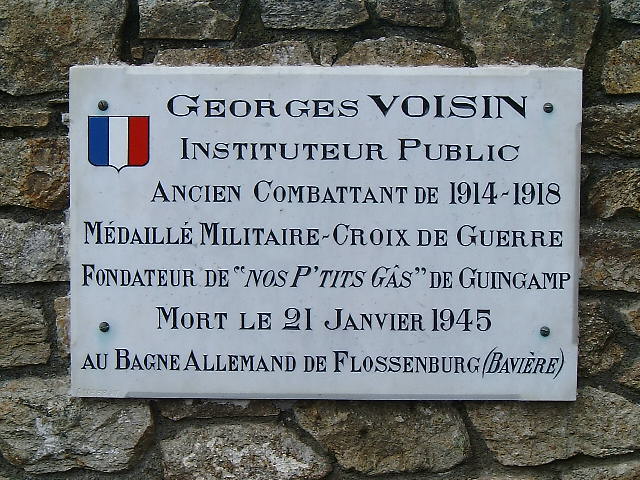 Georges VOISIN
Instituteur Public
Ancien Combattant de 1914-1918
Médaillé Militaire-Croix de Guerre
Fondateur de "NOS P'TITS GÂS" de Guingamp
Mort le 21 Janvier 1945
au Bagne Allemand de Flossenburg (Bavière)